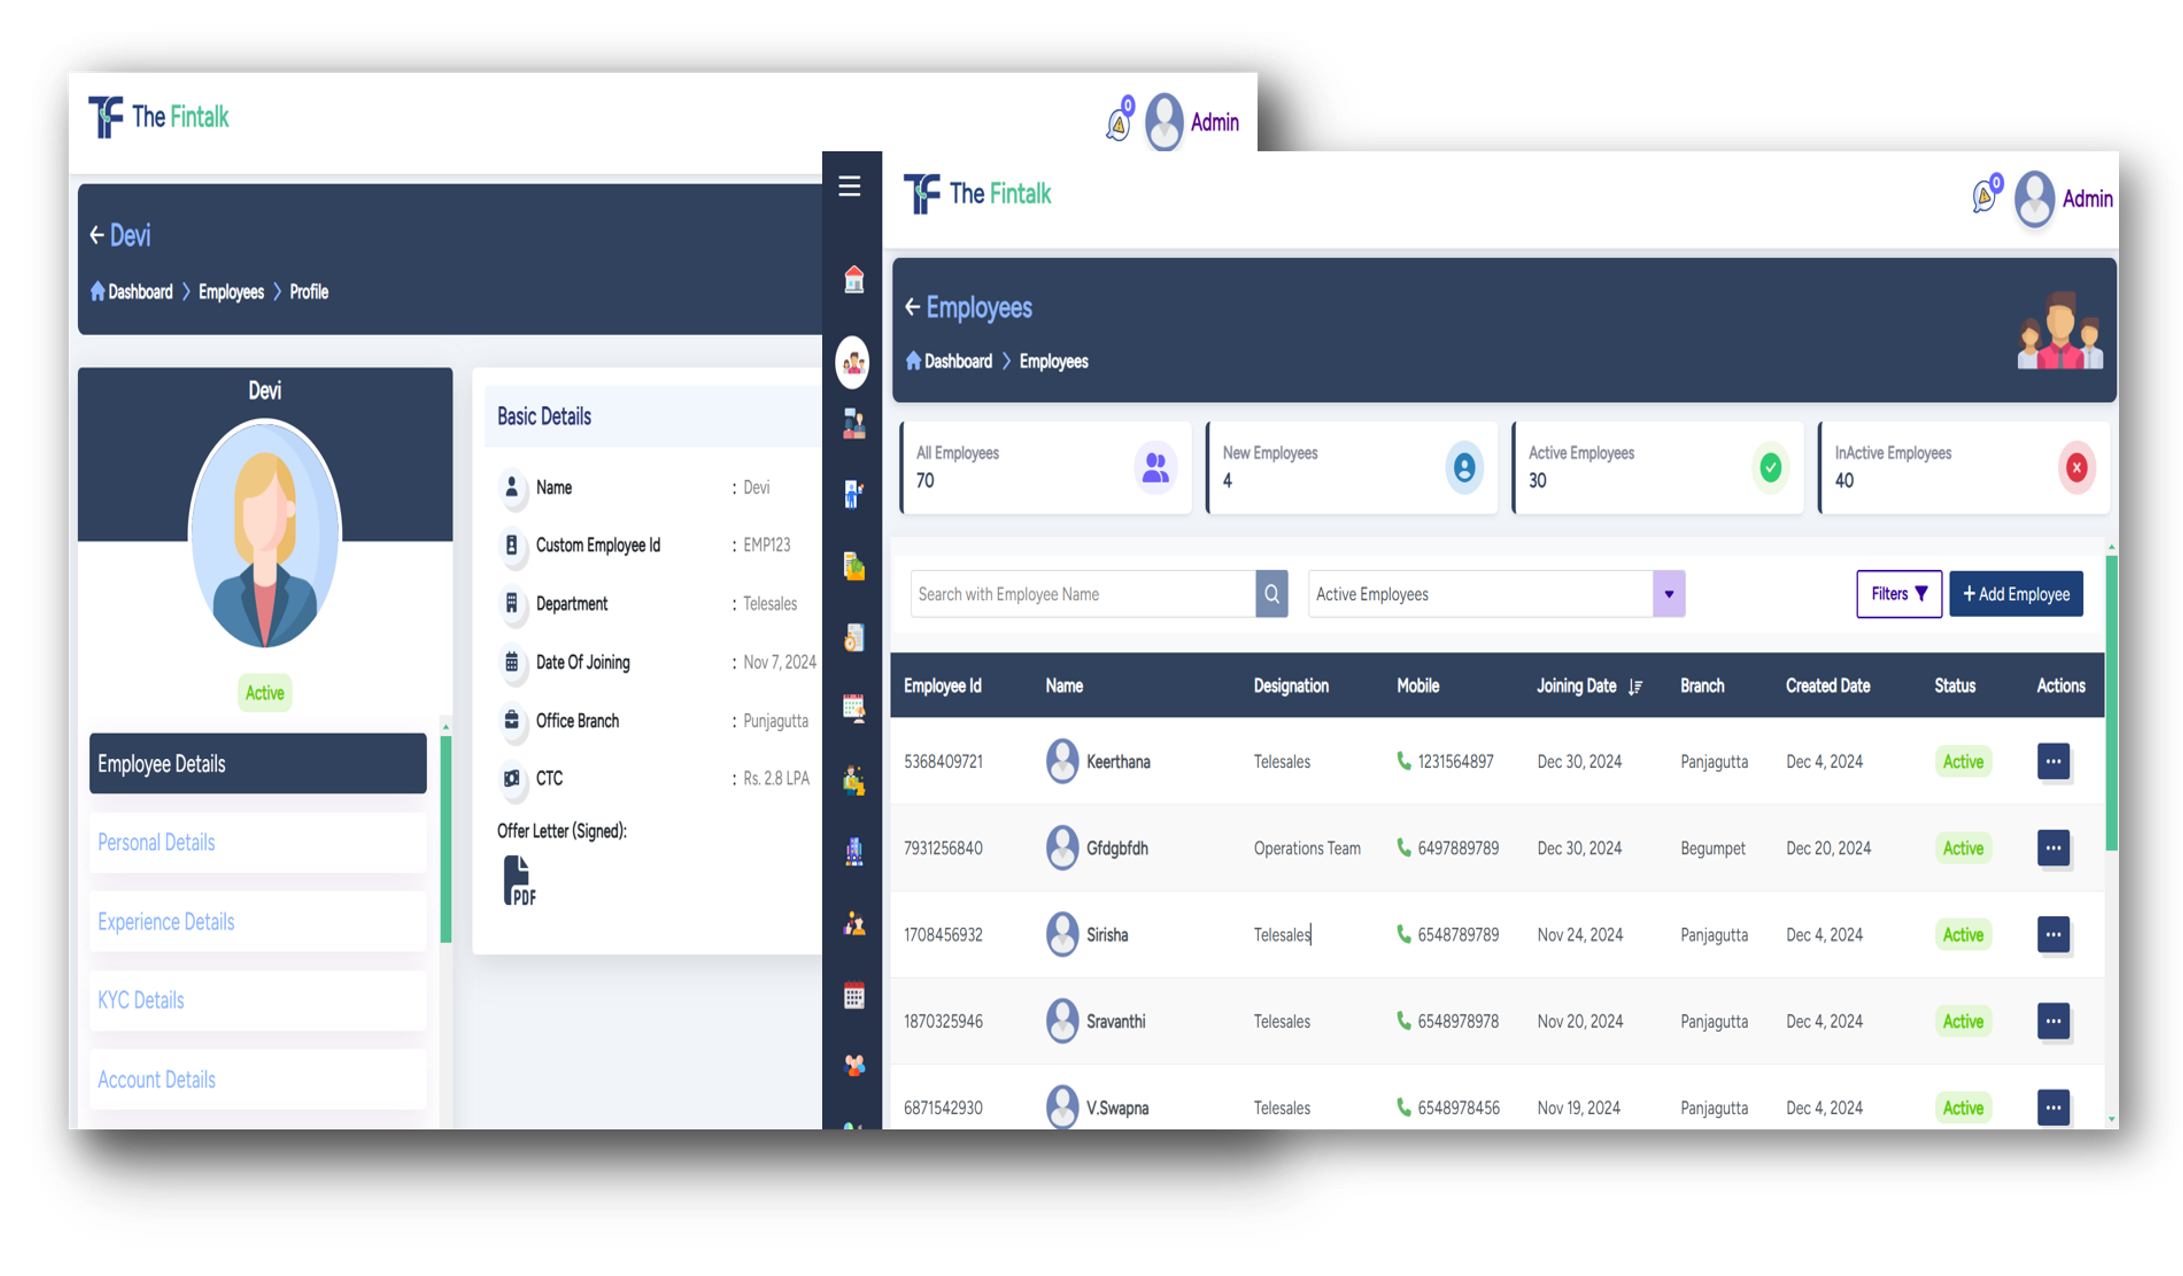 The Fintalk
0
Admin
Devi
Dashboard > Employees > Profile
Devi
Active
Employee Details
Personal Details
Experience Details
KYC Details
Account Details
Basic Details
Name : Devi
Custom Employee Id : EMP123
Department : Telesales
Date Of Joining : Nov 7, 2024
Office Branch : Punjagutta
CTC : Rs. 2.8 LPA
Offer Letter (Signed):
PDF
The Fintalk
0
Admin
Employees
Dashboard > Employees
All Employees
70
New Employees
4
Active Employees
30
InActive Employees
40
Search with Employee Name
Active Employees
Filters
+ Add Employee
Employee Id Name Designation Mobile Joining Date Branch Created Date Status Actions
5368409721 Keerthana Telesales 1231564897 Dec 30, 2024 Panjagutta Dec 4, 2024 Active
7931256840 Gfdgbfdh Operations Team 6497889789 Dec 30, 2024 Begumpet Dec 20, 2024 Active
1708456932 Sirisha Telesales 6548789789 Nov 24, 2024 Panjagutta Dec 4, 2024 Active
1870325946 Sravanthi Telesales 6548978978 Nov 20, 2024 Panjagutta Dec 4, 2024 Active
6871542930 V.Swapna Telesales 6548978456 Nov 19, 2024 Panjagutta Dec 4, 2024 Active